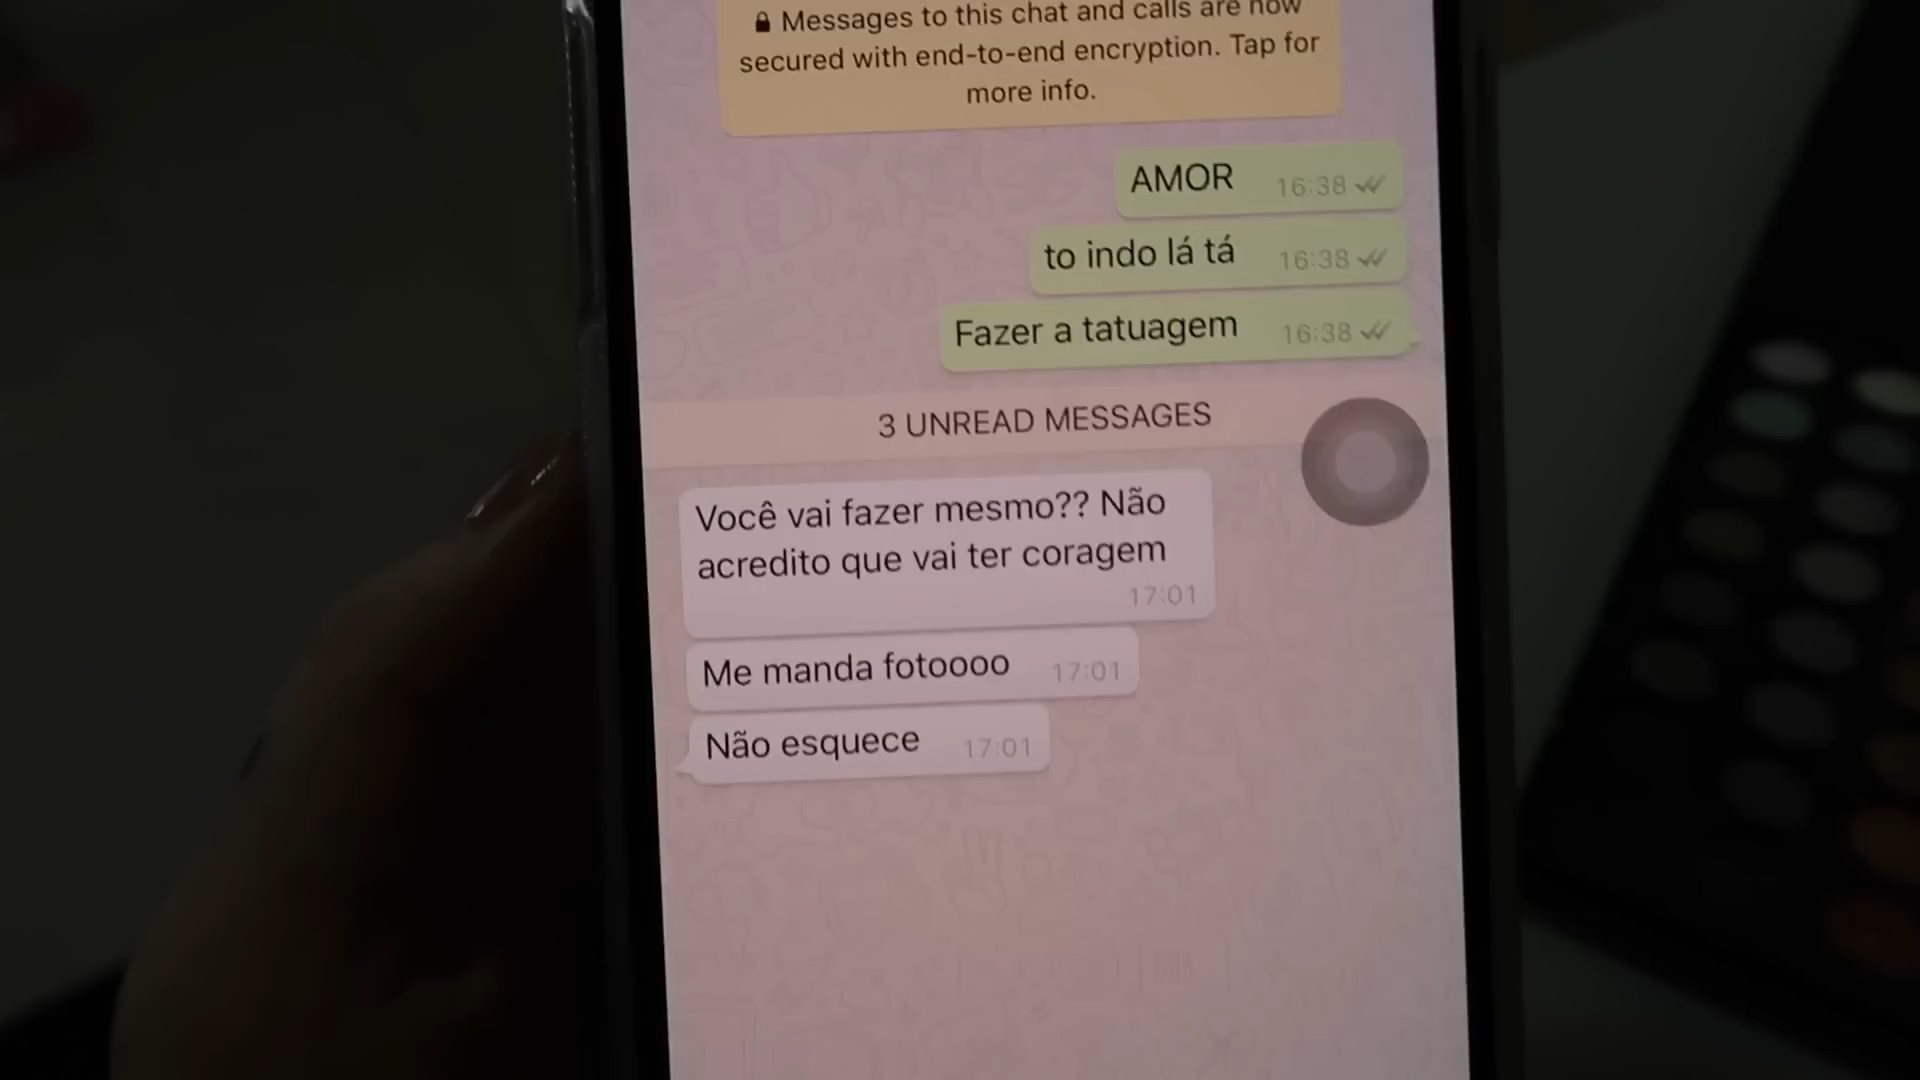 Messages to this chat and calls are now
secured with end-to-end encryption. Tap for
more info.
AMOR 16:38
to indo lá tá 16:38
Fazer a tatuagem 16:38
3 UNREAD MESSAGES
Você vai fazer mesmo?? Não
acredito que vai ter coragem
17:01
Me manda fotoooo 17:01
Não esquece 17:01